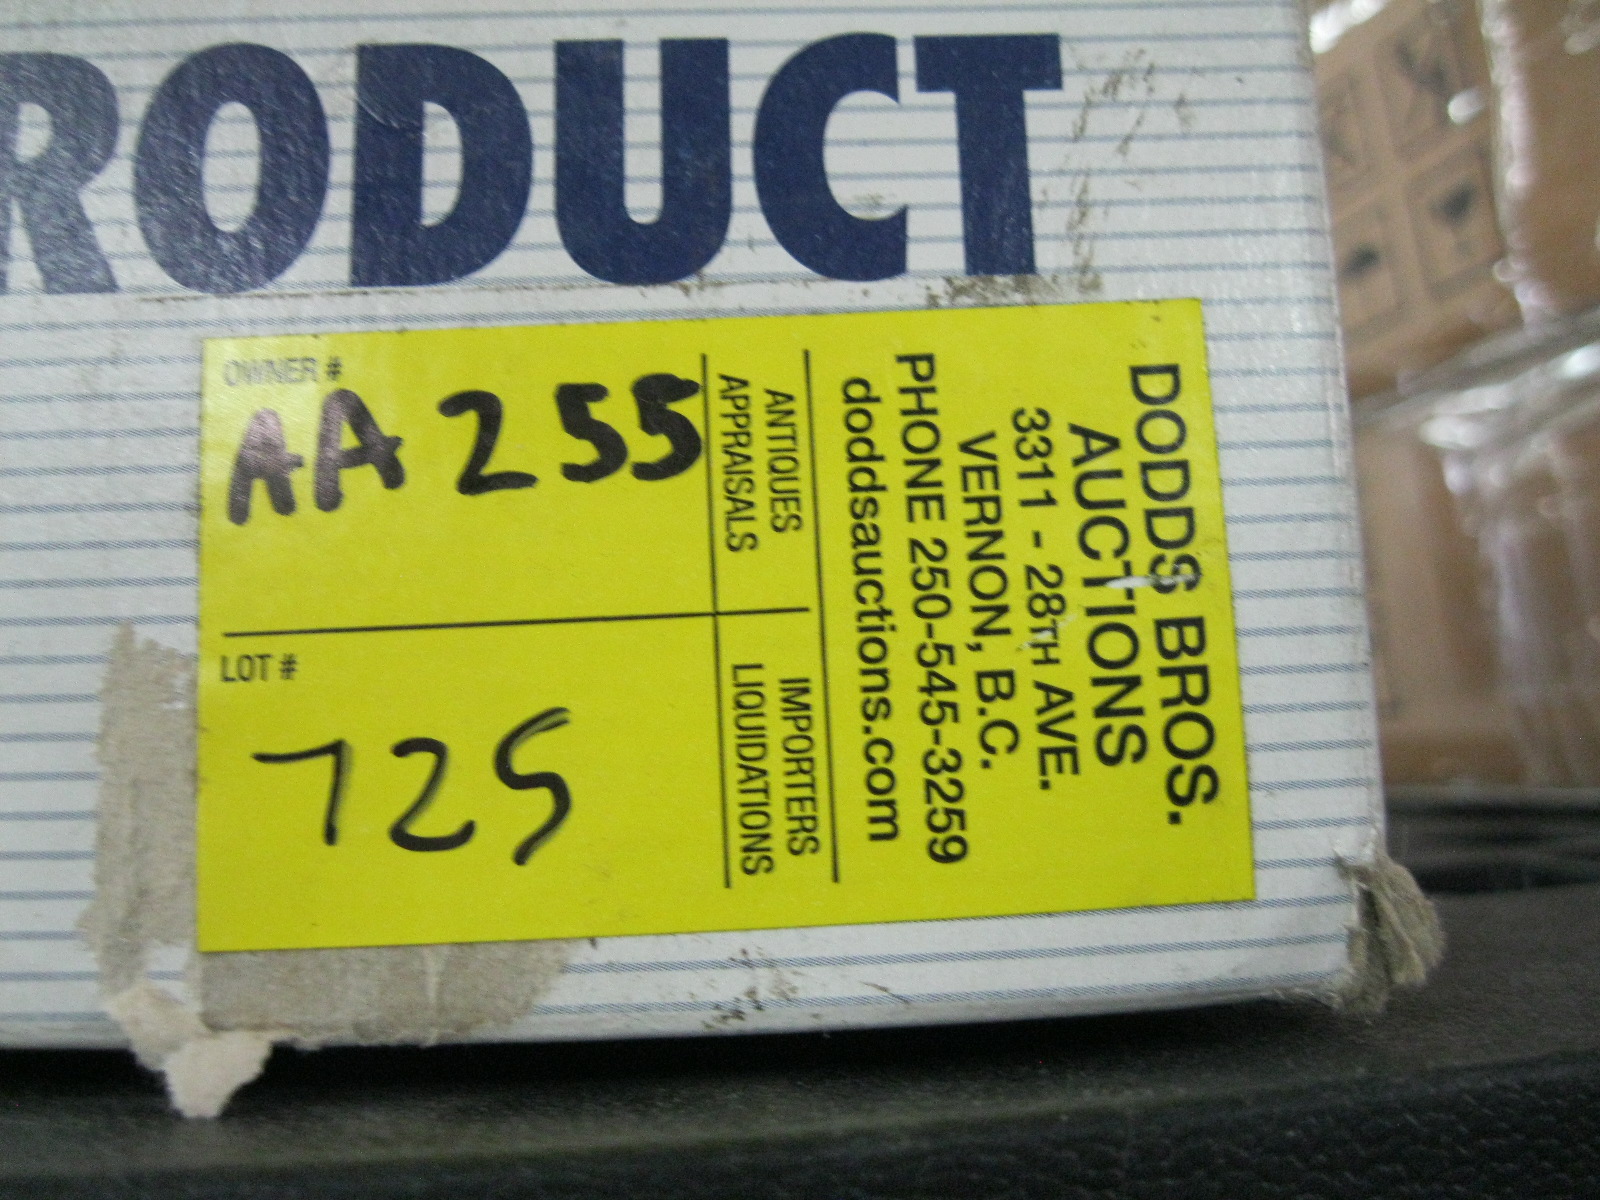 RODUCT
OWNER #
AA 255
LOT #
725
ANTIQUES
APPRAISALS
IMPORTERS
LIQUIDATIONS
DODDS BROS.
AUCTIONS
3311 - 28TH AVE.
VERNON, B.C.
PHONE 250-545-3259
doddsauctions.com